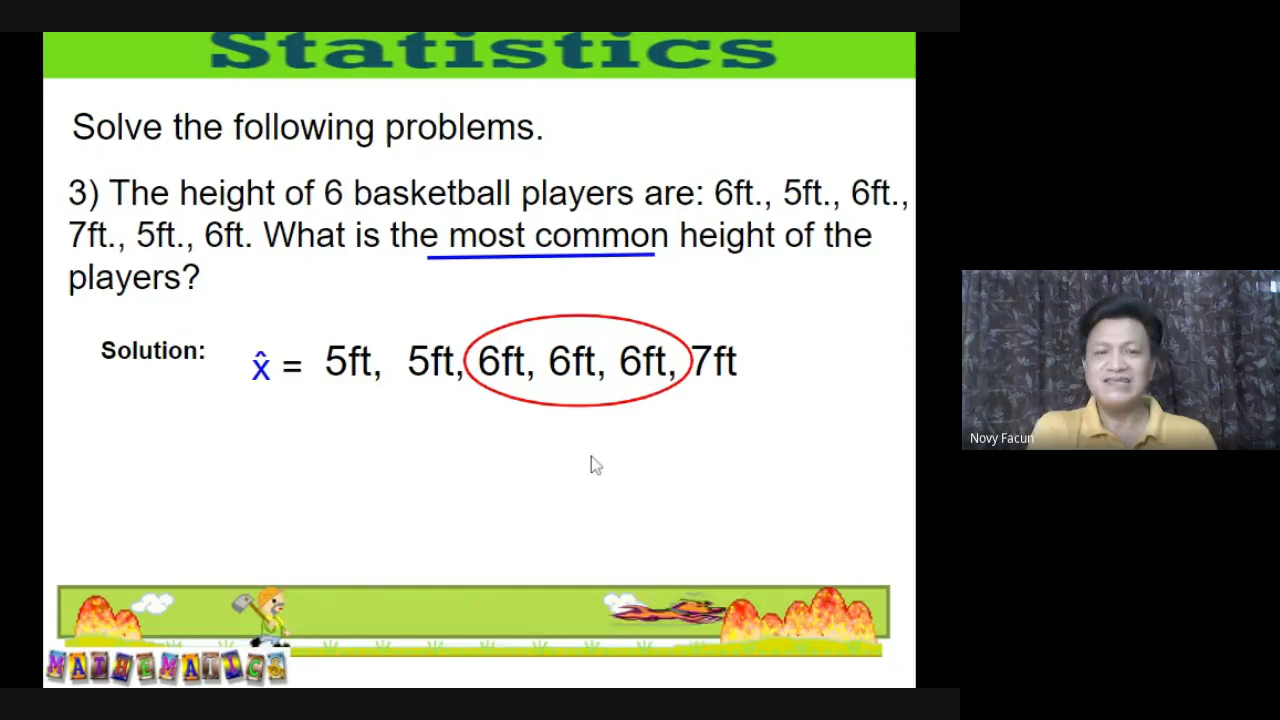 Statistics
Solve the following problems.
3) The height of 6 basketball players are: 6ft., 5ft., 6ft.,
7ft., 5ft., 6ft. What is the most common height of the
players?
Solution:
x̂ = 5ft, 5ft, 6ft, 6ft, 6ft, 7ft
Novy Facun
MATHEMATICS